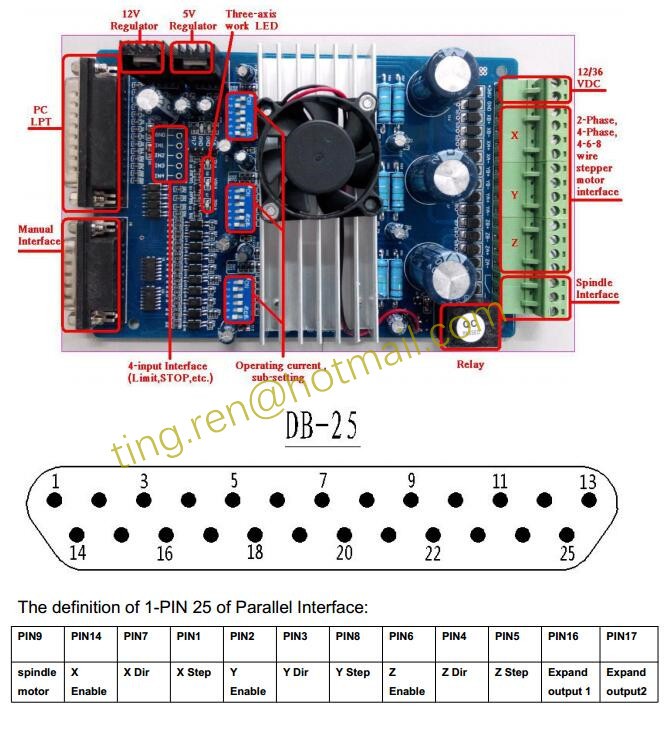 12V
Regulator
5V
Regulator
Three-axis
work LED
PC
LPT
12/36
VDC
GND
IN1
IN2
IN3
IN4
X
Y
Z
2-Phase,
4-Phase,
4-6-8
wire
stepper
motor
interface
Manual
Interface
Spindle
Interface
4-input Interface
(Limit,STOP,etc.)
Operating current ,
sub-setting
Relay
ting.ren@hotmail.com
DB-25
1 3 5 7 9 11 13
14 16 18 20 22 25
The definition of 1-PIN 25 of Parallel Interface:
PIN9 PIN14 PIN7 PIN1 PIN2 PIN3 PIN8 PIN6 PIN4 PIN5 PIN16 PIN17
spindle motor X Enable X Dir X Step Y Enable Y Dir Y Step Z Enable Z Dir Z Step Expand output 1 Expand output2